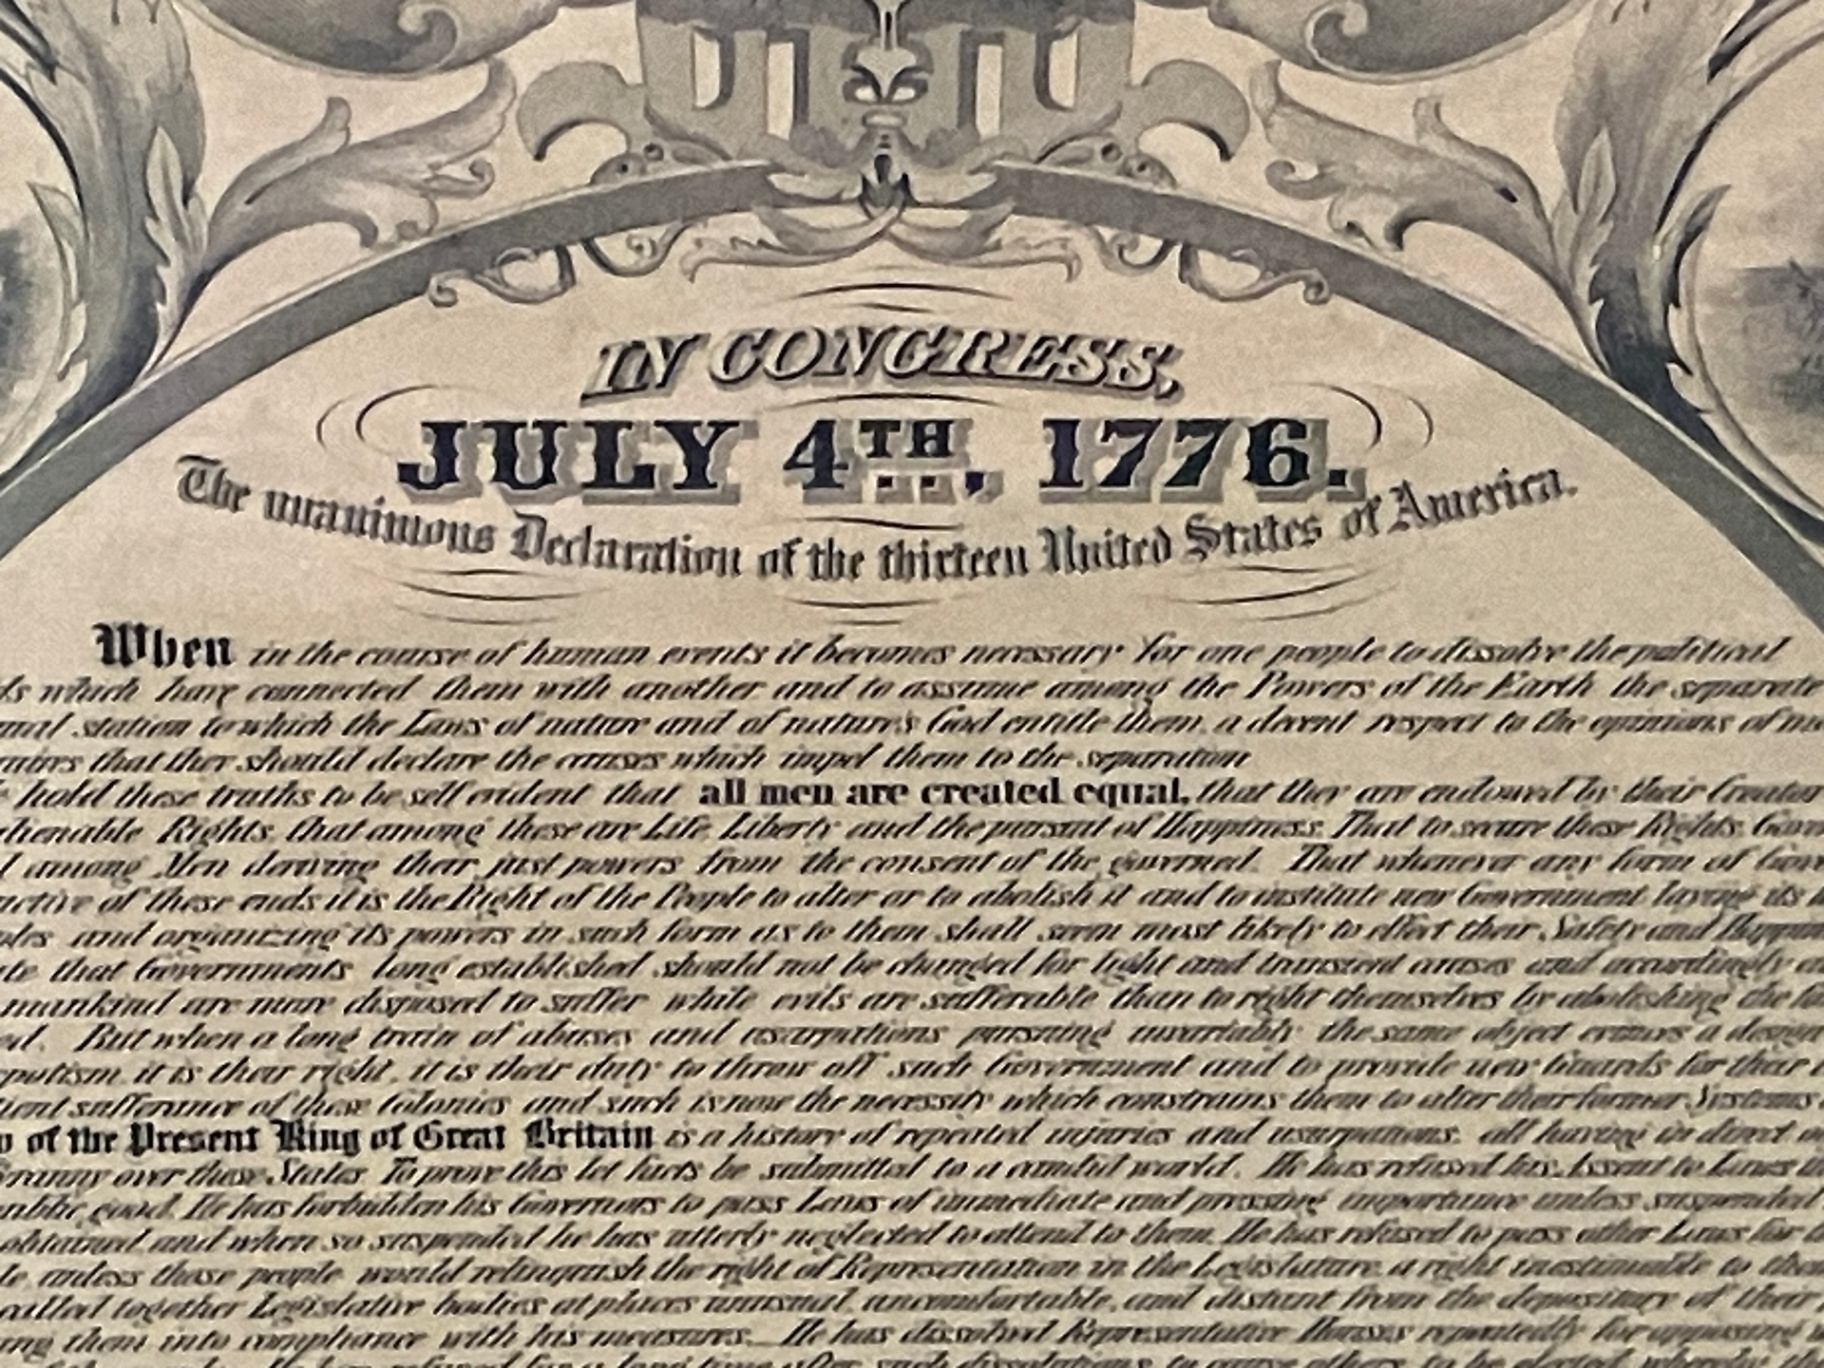 IN CONGRESS,
JULY 4TH, 1776.
The unanimous Declaration of the thirteen United States of America.
When in the course of human events it becomes necessary for one people to dissolve the political
which have connected them with another and to assume among the Powers of the Earth the separate
station to which the Laws of nature and of nature's God entitle them, a decent respect to the opinions of
that they should declare the causes which impel them to the separation
hold these truths to be self evident that all men are created equal, that they are endowed by their Creator
Rights, that among these are Life, Liberty and the pursuit of Happiness. That to secure these Rights,
among Men deriving their just powers from the consent of the governed. That whenever any form of
of these ends it is the Right of the People to alter or to abolish it and to institute new Government laying its
and organizing its powers in such form as to them shall seem most likely to effect their Safety and
that Governments long established should not be changed for light and transient causes and accordingly
mankind are more disposed to suffer while evils are sufferable than to right themselves by abolishing the
But when a long train of abuses and usurpations pursuing invariably the same object evinces a design
it is their right, it is their duty to throw off such Government and to provide new Guards for their
sufferance of these Colonies and such is now the necessity which constrains them to alter their former Systems
of the Present King of Great Britain is a history of repeated injuries and usurpations, all having in direct
over these States. To prove this let facts be submitted to a candid world. He has refused his Assent to Laws
good. He has forbidden his Governors to pass Laws of immediate and pressing importance unless suspended
obtained and when so suspended he has utterly neglected to attend to them. He has refused to pass other Laws for
unless those people would relinquish the right of Representation in the Legislature, a right inestimable to
called together Legislative bodies at places unusual, uncomfortable, and distant from the depository of their
them into compliance with his measures. He has dissolved Representative Houses repeatedly for opposing